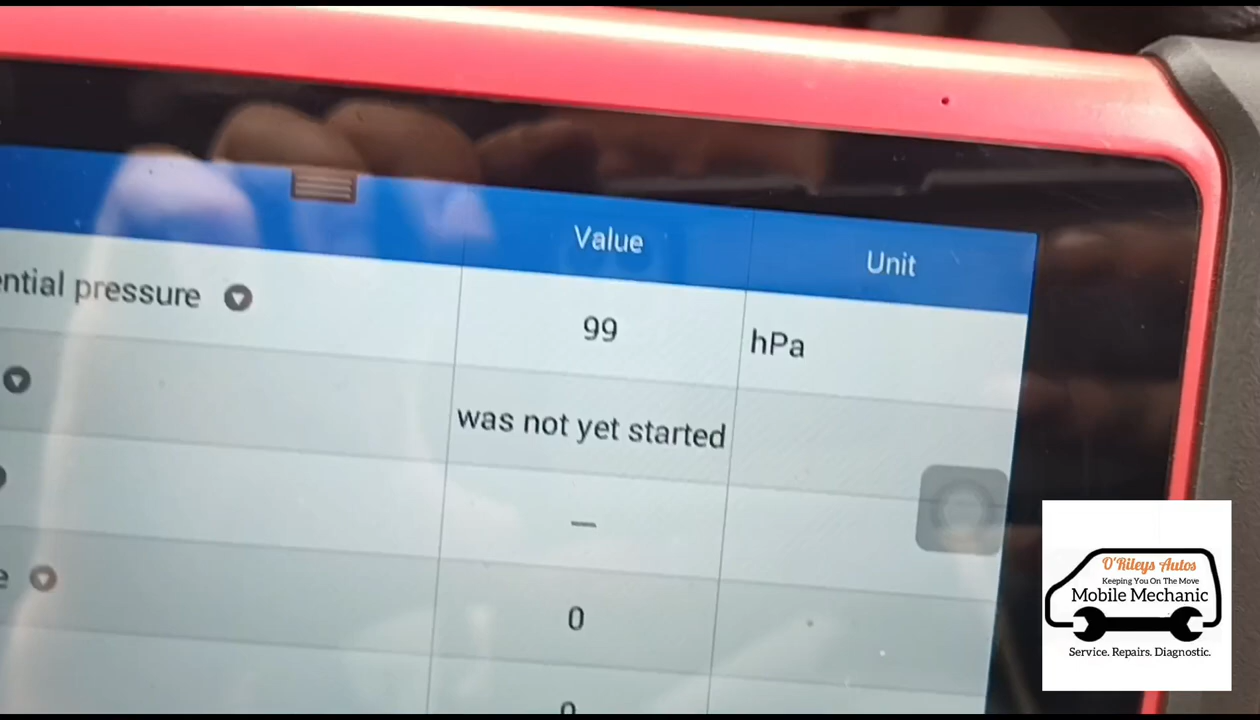 Value
Unit
ntial pressure
99
hPa
was not yet started
–
e
0
O'Rileys Autos
Keeping You On The Move
Mobile Mechanic
Service. Repairs. Diagnostic.